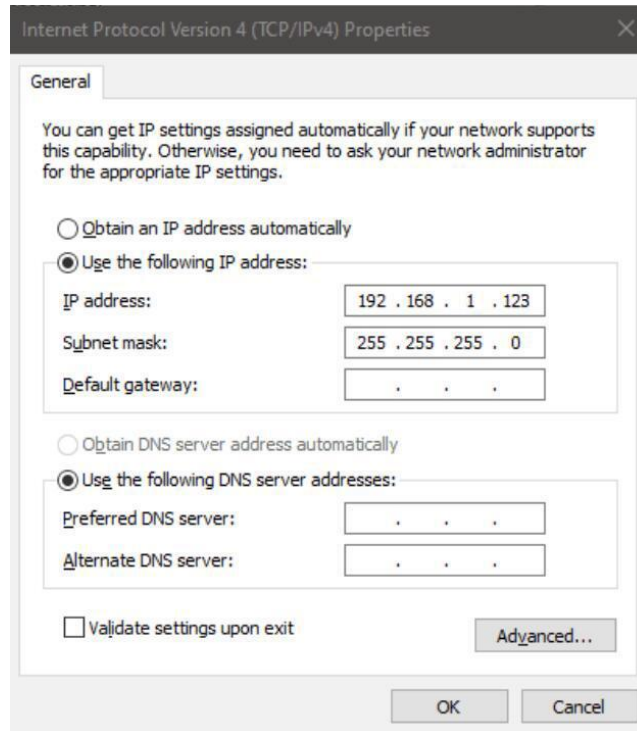 Internet Protocol Version 4 (TCP/IPv4) Properties
General
You can get IP settings assigned automatically if your network supports
this capability. Otherwise, you need to ask your network administrator
for the appropriate IP settings.
Obtain an IP address automatically
Use the following IP address:
IP address: 192 . 168 . 1 . 123
Subnet mask: 255 . 255 . 255 . 0
Default gateway: . . .
Obtain DNS server address automatically
Use the following DNS server addresses:
Preferred DNS server: . . .
Alternate DNS server: . . .
Validate settings upon exit
Advanced...
OK Cancel